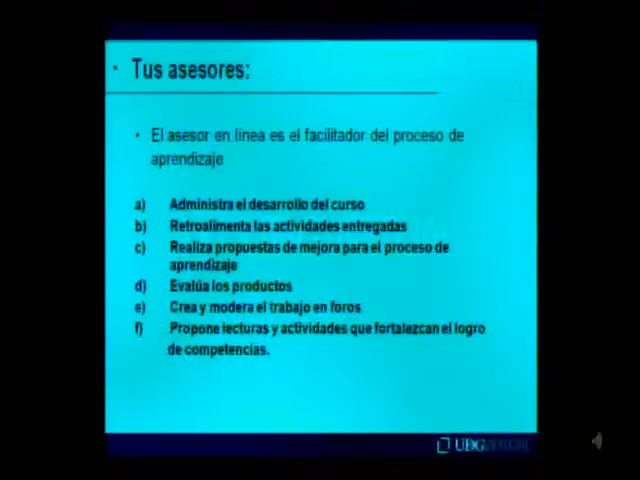 • Tus asesores:
• El asesor en línea es el facilitador del proceso de
aprendizaje
a) Administra el desarrollo del curso
b) Retroalimenta las actividades entregadas
c) Realiza propuestas de mejora para el proceso de
aprendizaje
d) Evalúa los productos
e) Crea y modera el trabajo en foros
f) Propone lecturas y actividades que fortalezcan el logro
de competencias.
UDGVIRTUAL